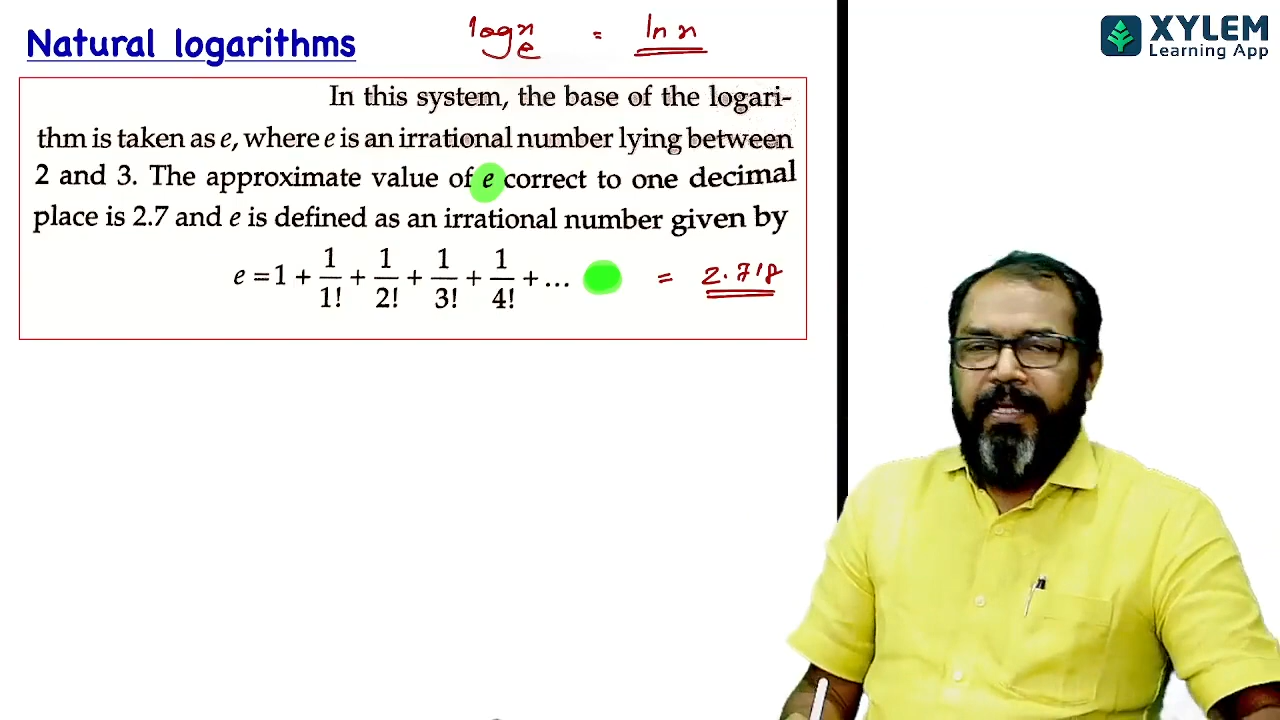 Natural logarithms
logₑx = ln x
XYLEM
Learning App
In this system, the base of the logari-
thm is taken as e, where e is an irrational number lying between
2 and 3. The approximate value of e correct to one decimal
place is 2.7 and e is defined as an irrational number given by
e = 1 + 1/1! + 1/2! + 1/3! + 1/4! + ... = 2.718